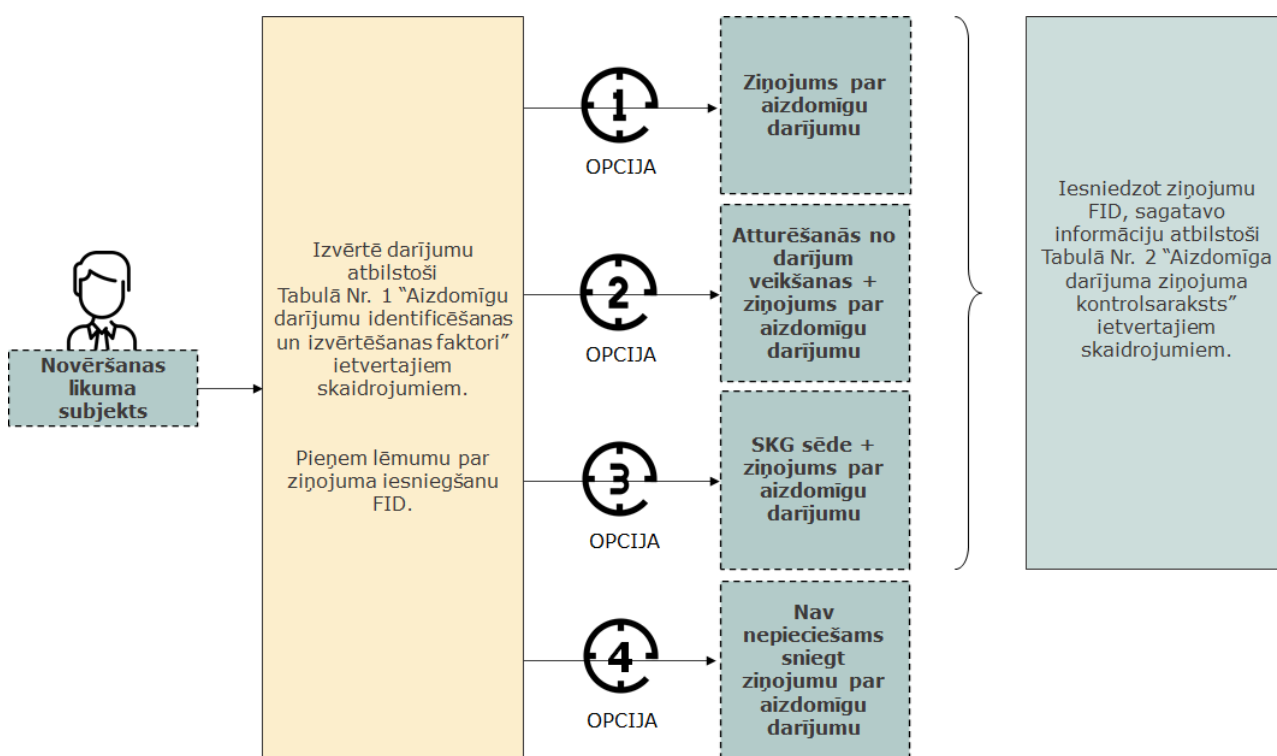 Novēršanas
likuma
subjekts
Izvērtē darījumu
atbilstoši
Tabulā Nr. 1 “Aizdomīgu
darījumu identificēšanas
un izvērtēšanas faktori”
ietvertajiem
skaidrojumiem.
Pieņem lēmumu par
ziņojuma iesniegšanu
FID.
1
OPCIJA
Ziņojums par
aizdomīgu
darījumu
2
OPCIJA
Atturēšanās no
darījum
veikšanas +
ziņojums par
aizdomīgu
darījumu
3
OPCIJA
SKG sēde +
ziņojums par
aizdomīgu
darījumu
4
OPCIJA
Nav
nepieciešams
sniegt
ziņojumu par
aizdomīgu
darījumu
Iesniedzot ziņojumu
FID, sagatavo
informāciju atbilstoši
Tabulā Nr. 2 “Aizdomīga
darījuma ziņojuma
kontrolsaraksts”
ietvertajiem
skaidrojumiem.